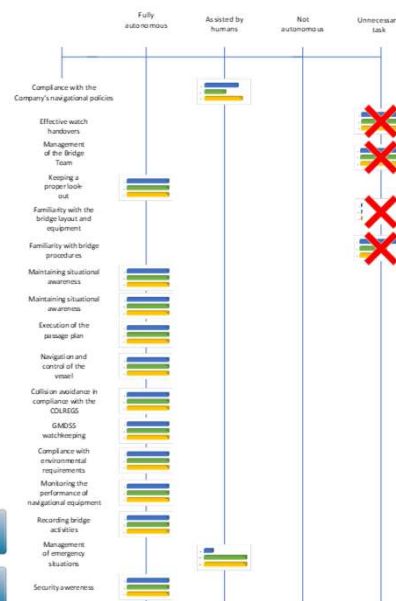 Fully
autonomous
Assisted by
humans
Not
autonomous
Unnecessary
task
Compliance with the
Company's navigational policies
Effective watch
handovers
Management
of the Bridge
Team
Keeping a
proper look-
out
Familiarity with the
bridge layout and
equipment
Familiarity with bridge
procedures
Maintaining situational
awareness
Maintaining situational
awareness
Execution of the
passage plan
Navigation and
control of the
vessel
Collision avoidance in
compliance with the
COLREGS
GMDSS
watchkeeping
Compliance with
environmental
requirements
Monitoring the
performance of
navigational equipment
Recording bridge
activities
Management
of emergency
situations
Security awereness